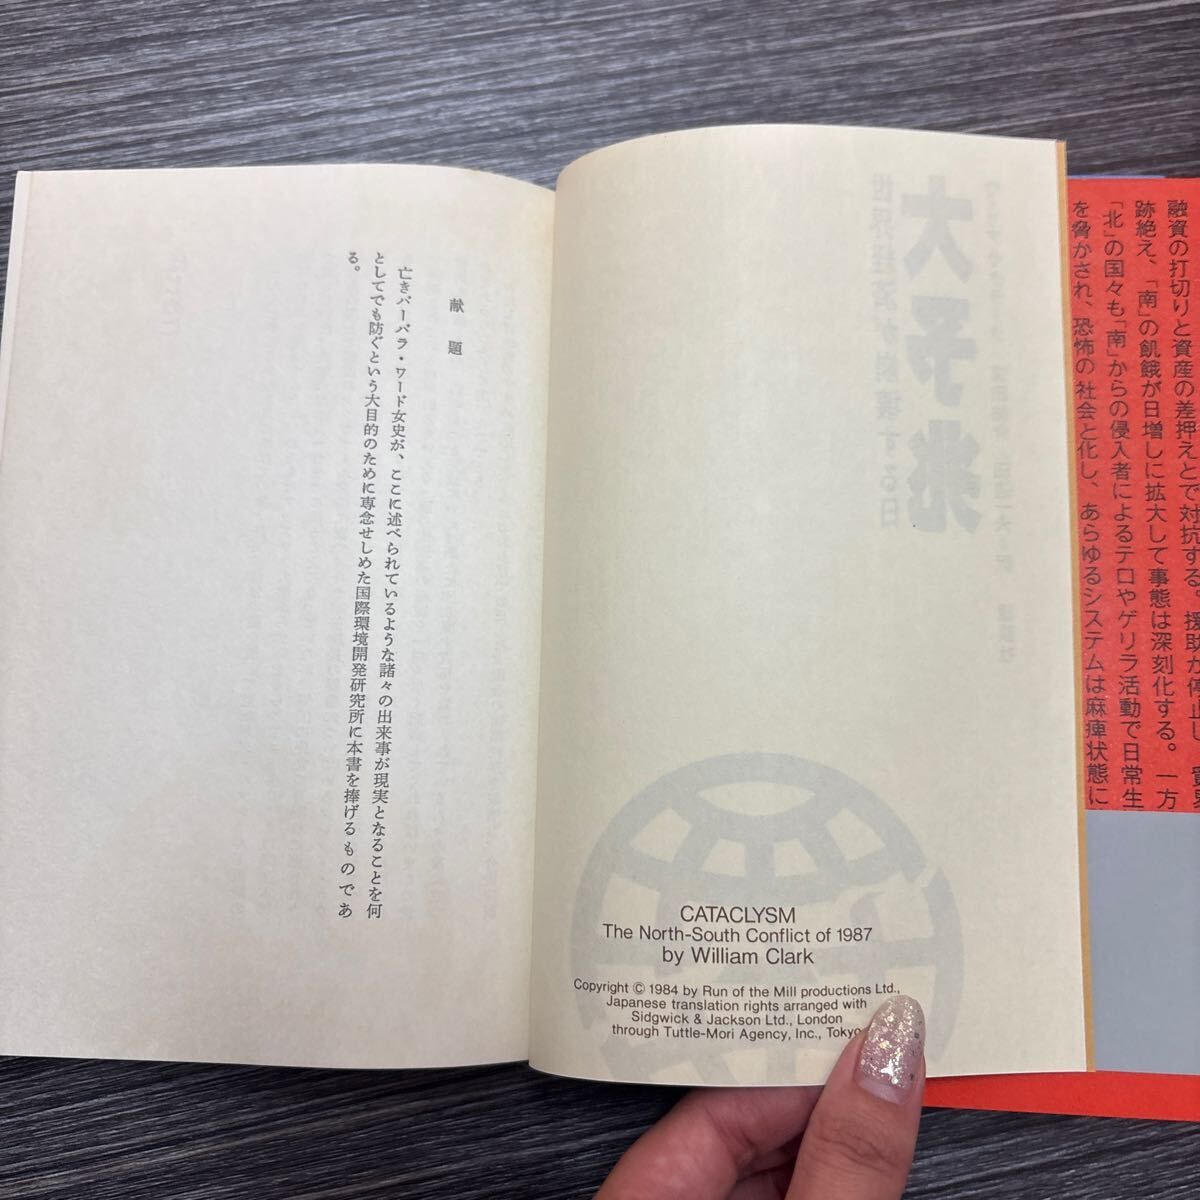 献題
亡きバーバラ・ワード女史が、ここに述べられているような諸々の出来事が現実となることを何
としてでも防ぐという大目的のために専念せしめた国際環境開発研究所に本書を捧げるものであ
る。
大予兆
世界経済が崩壊する日
CATACLYSM
The North-South Conflict of 1987
by William Clark
Copyright © 1984 by Run of the Mill productions Ltd.,
Japanese translation rights arranged with
Sidgwick & Jackson Ltd., London
through Tuttle-Mori Agency, Inc., Tokyo
融資の打切りと資産の差押えとで対抗する。援助が停止し、
跡絶え、「南」の飢餓が日増しに拡大して事態は深刻化する。一方
「北」の国々も「南」からの侵入者によるテロやゲリラ活動で日常生
を脅かされ、恐怖の社会と化し、あらゆるシステムは麻痺状態に